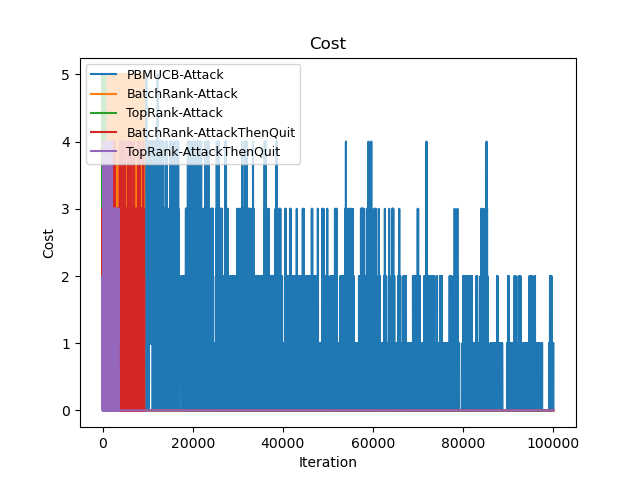 Cost
5
4
3
2
1
0
Cost
PBMUCB-Attack
BatchRank-Attack
TopRank-Attack
BatchRank-AttackThenQuit
TopRank-AttackThenQuit
0
20000
40000
60000
80000
100000
Iteration